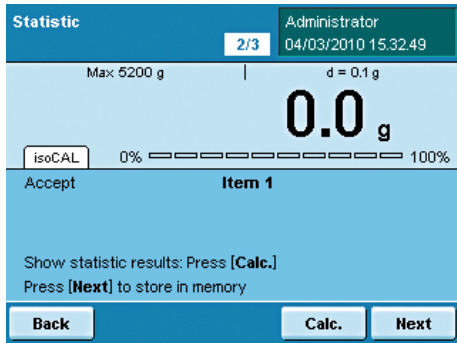 Statistic
Administrator
2/3
04/03/2010 15.32.49
Max 5200 g
d = 0.1 g
0.0 g
isoCAL
0%
100%
Accept
Item 1
Show statistic results: Press [Calc.]
Press [Next] to store in memory
Back
Calc.
Next